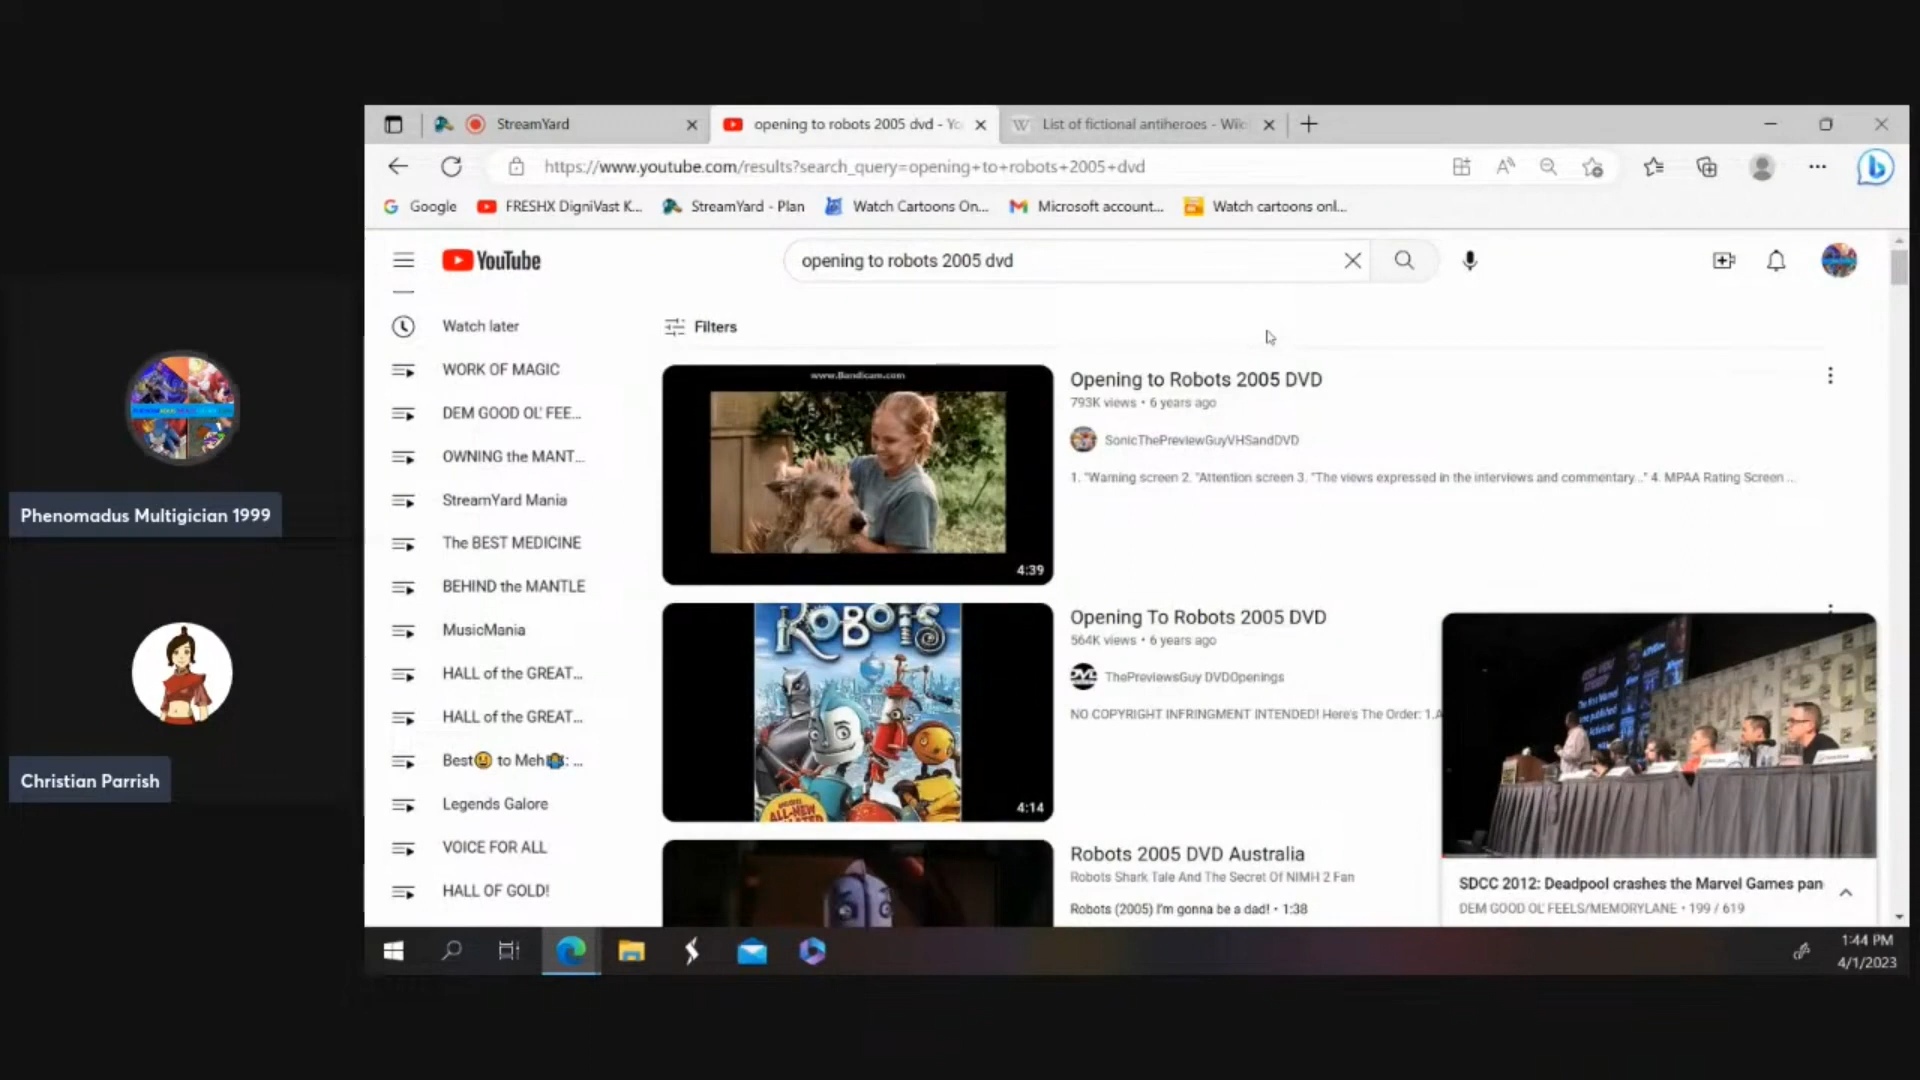 StreamYard
opening to robots 2005 dvd - Yo
List of fictional antiheroes - Wiki
https://www.youtube.com/results?search_query=opening+to+robots+2005+dvd
Google
FRESHX DigniVast K...
StreamYard - Plan
Watch Cartoons On...
Microsoft account...
Watch cartoons onl...
YouTube
opening to robots 2005 dvd
Watch later
WORK OF MAGIC
DEM GOOD OL' FEE...
OWNING the MANT...
StreamYard Mania
The BEST MEDICINE
BEHIND the MANTLE
MusicMania
HALL of the GREAT...
HALL of the GREAT...
Best😃 to Meh🤷‍♂️: ...
Legends Galore
VOICE FOR ALL
HALL OF GOLD!
Filters
www.Bandicam.com
4:39
Opening to Robots 2005 DVD
793K views • 6 years ago
SonicThePreviewGuyVHSandDVD
1. "Warning screen 2. "Attention screen 3. "The views expressed in the interviews and commentary..." 4. MPAA Rating Screen ...
ROBOTS
4:14
Opening To Robots 2005 DVD
564K views • 6 years ago
DVD
ThePreviewsGuy DVDOpenings
NO COPYRIGHT INFRINGMENT INTENDED! Here's The Order: 1.A
Robots 2005 DVD Australia
Robots Shark Tale And The Secret Of NIMH 2 Fan
Robots (2005) I'm gonna be a dad! • 1:38
SDCC 2012: Deadpool crashes the Marvel Games pan
DEM GOOD OL' FEELS/MEMORYLANE • 199 / 619
Phenomadus Multigician 1999
Christian Parrish
1:44 PM
4/1/2023